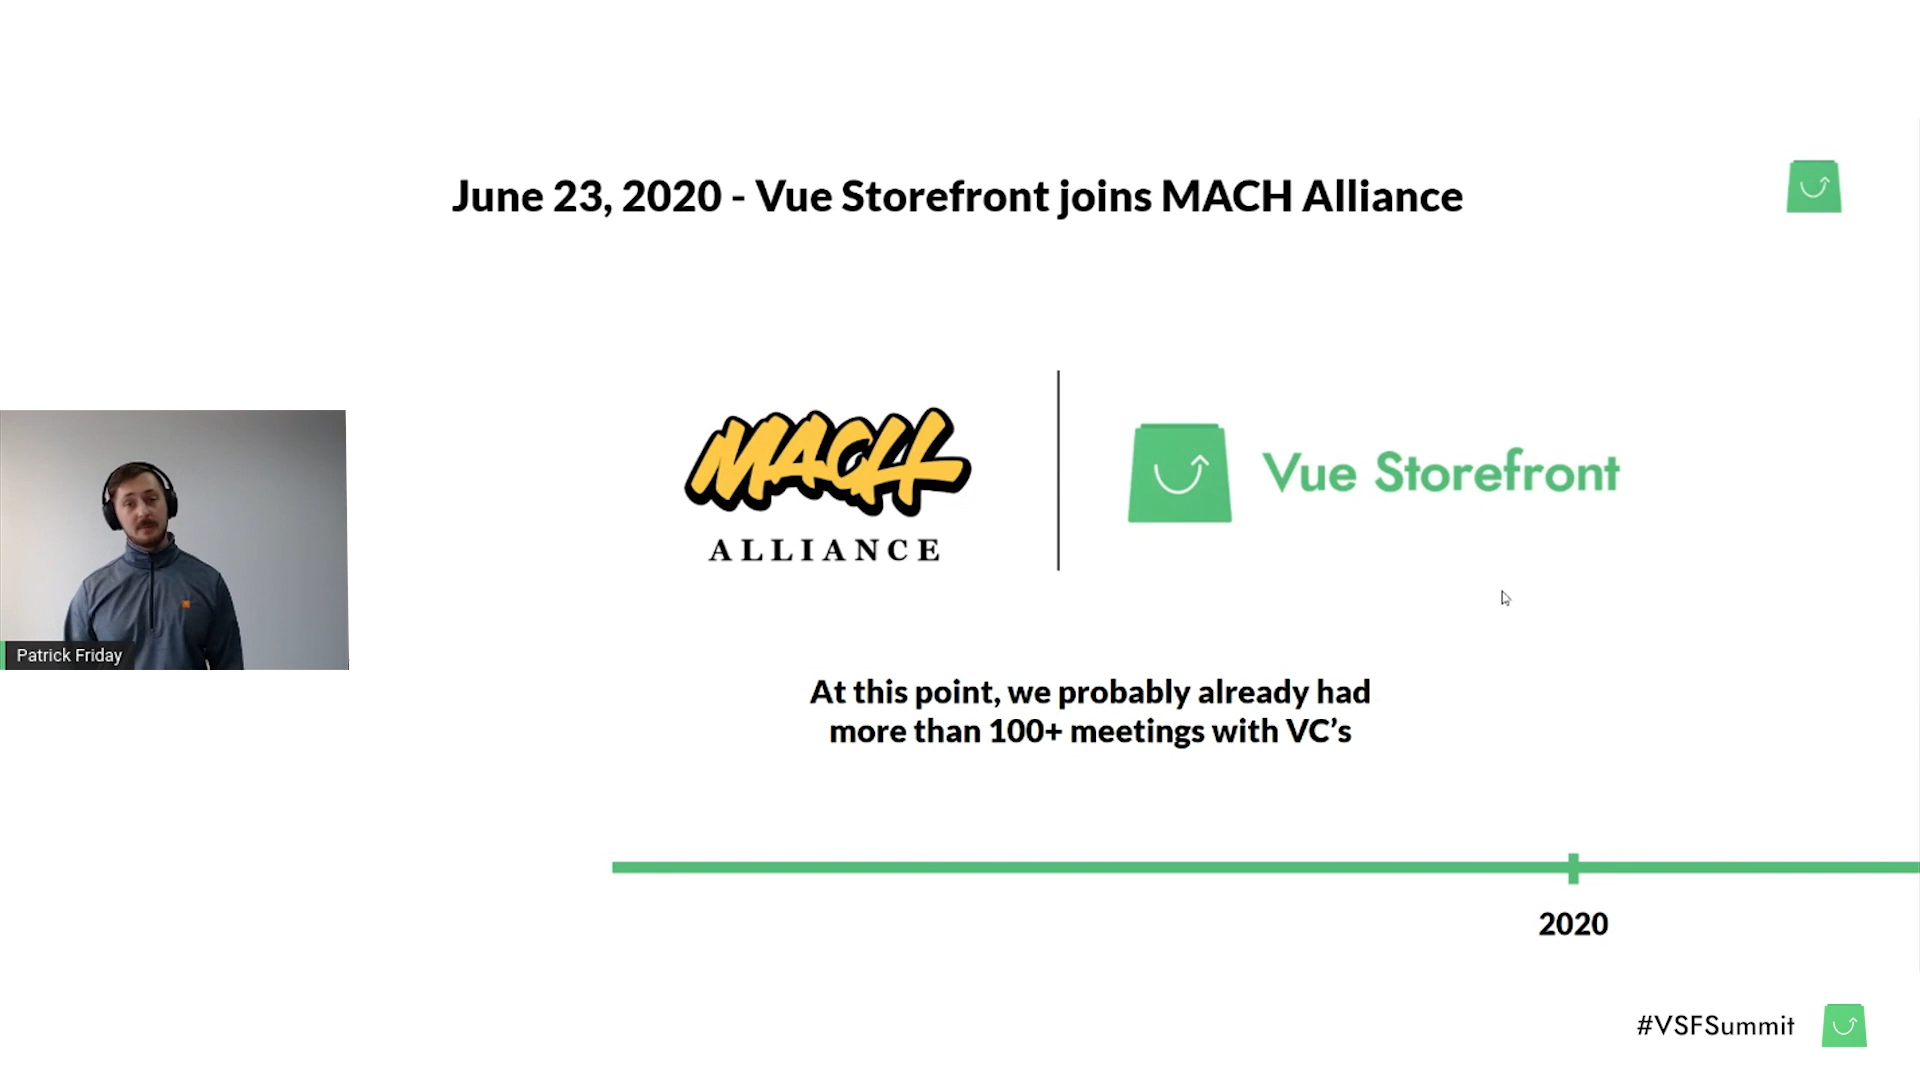 June 23, 2020 - Vue Storefront joins MACH Alliance
MACH
ALLIANCE
Vue Storefront
Patrick Friday
At this point, we probably already had
more than 100+ meetings with VC’s
2020
#VSFSummit